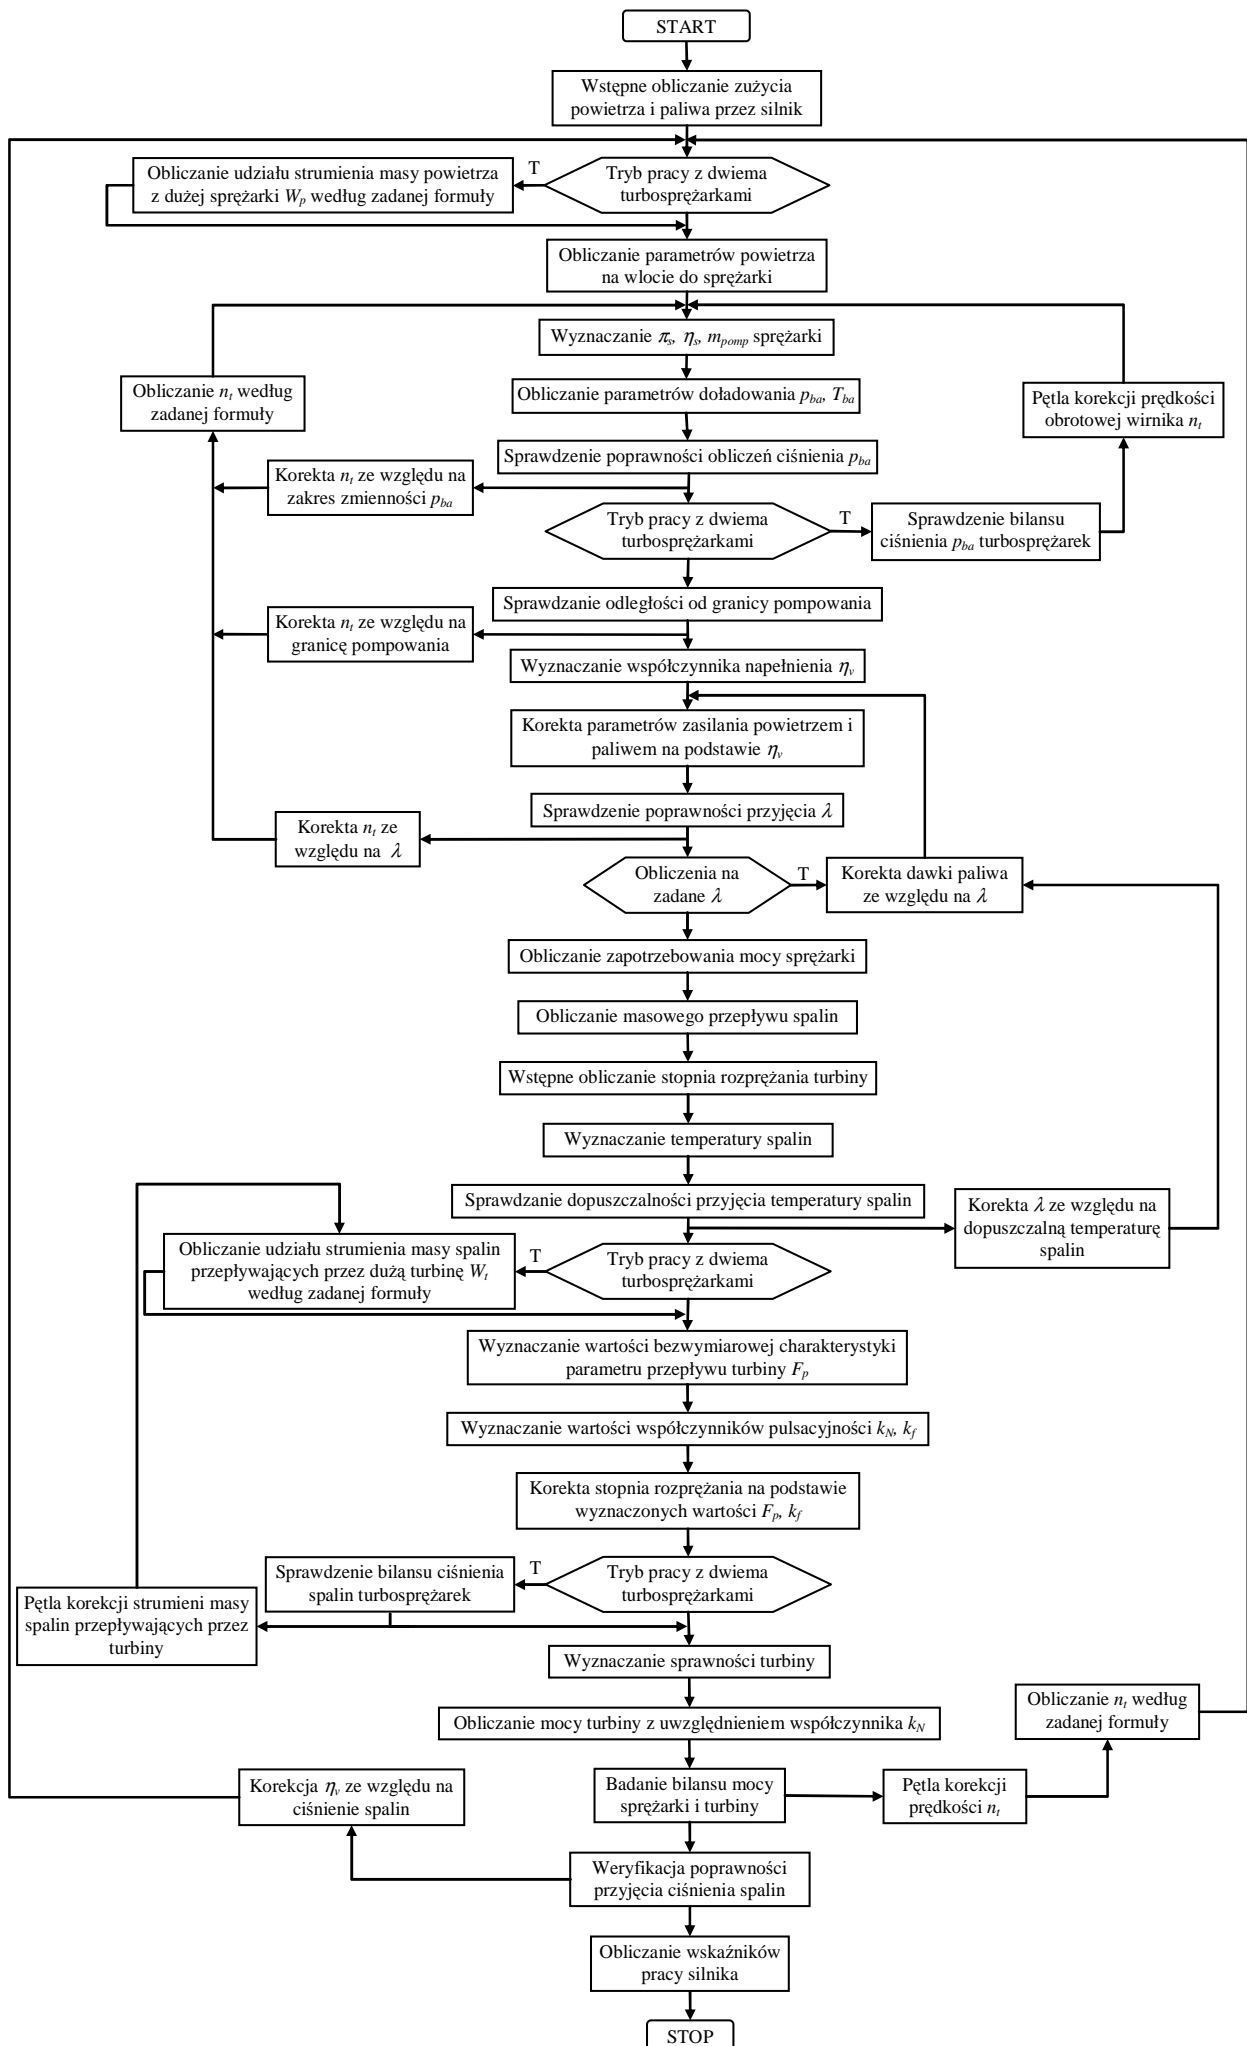 START
Wstępne obliczanie zużycia
powietrza i paliwa przez silnik
Obliczanie udziału strumienia masy powietrza
z dużej sprężarki Wp według zadanej formuły
T
Tryb pracy z dwiema
turbosprężarkami
Obliczanie parametrów powietrza
na wlocie do sprężarki
Wyznaczanie πs, ηs, mpomp sprężarki
Obliczanie nt według
zadanej formuły
Obliczanie parametrów doładowania pba, Tba
Pętla korekcji prędkości
obrotowej wirnika nt
Sprawdzenie poprawności obliczeń ciśnienia pba
Korekta nt ze względu na
zakres zmienności pba
Tryb pracy z dwiema
turbosprężarkami
T
Sprawdzenie bilansu
ciśnienia pba turbosprężarek
Sprawdzanie odległości od granicy pompowania
Korekta nt ze względu na
granicę pompowania
Wyznaczanie współczynnika napełnienia ηv
Korekta parametrów zasilania powietrzem i
paliwem na podstawie ηv
Sprawdzenie poprawności przyjęcia λ
Korekta nt ze
względu na λ
Obliczenia na
zadane λ
T
Korekta dawki paliwa
ze względu na λ
Obliczanie zapotrzebowania mocy sprężarki
Obliczanie masowego przepływu spalin
Wstępne obliczanie stopnia rozprężania turbiny
Wyznaczanie temperatury spalin
Sprawdzanie dopuszczalności przyjęcia temperatury spalin
Korekta λ ze względu na
dopuszczalną temperaturę
spalin
Obliczanie udziału strumienia masy spalin
przepływających przez dużą turbinę Wt
według zadanej formuły
T
Tryb pracy z dwiema
turbosprężarkami
Wyznaczanie wartości bezwymiarowej charakterystyki
parametru przepływu turbiny Fp
Wyznaczanie wartości współczynników pulsacyjności kN, kf
Korekta stopnia rozprężania na podstawie
wyznaczonych wartości Fp, kf
Sprawdzenie bilansu ciśnienia
spalin turbosprężarek
T
Tryb pracy z dwiema
turbosprężarkami
Pętla korekcji strumieni masy
spalin przepływających przez
turbiny
Wyznaczanie sprawności turbiny
Obliczanie mocy turbiny z uwzględnieniem współczynnika kN
Obliczanie nt według
zadanej formuły
Korekcja ηv ze względu na
ciśnienie spalin
Badanie bilansu mocy
sprężarki i turbiny
Pętla korekcji
prędkości nt
Weryfikacja poprawności
przyjęcia ciśnienia spalin
Obliczanie wskaźników
pracy silnika
STOP